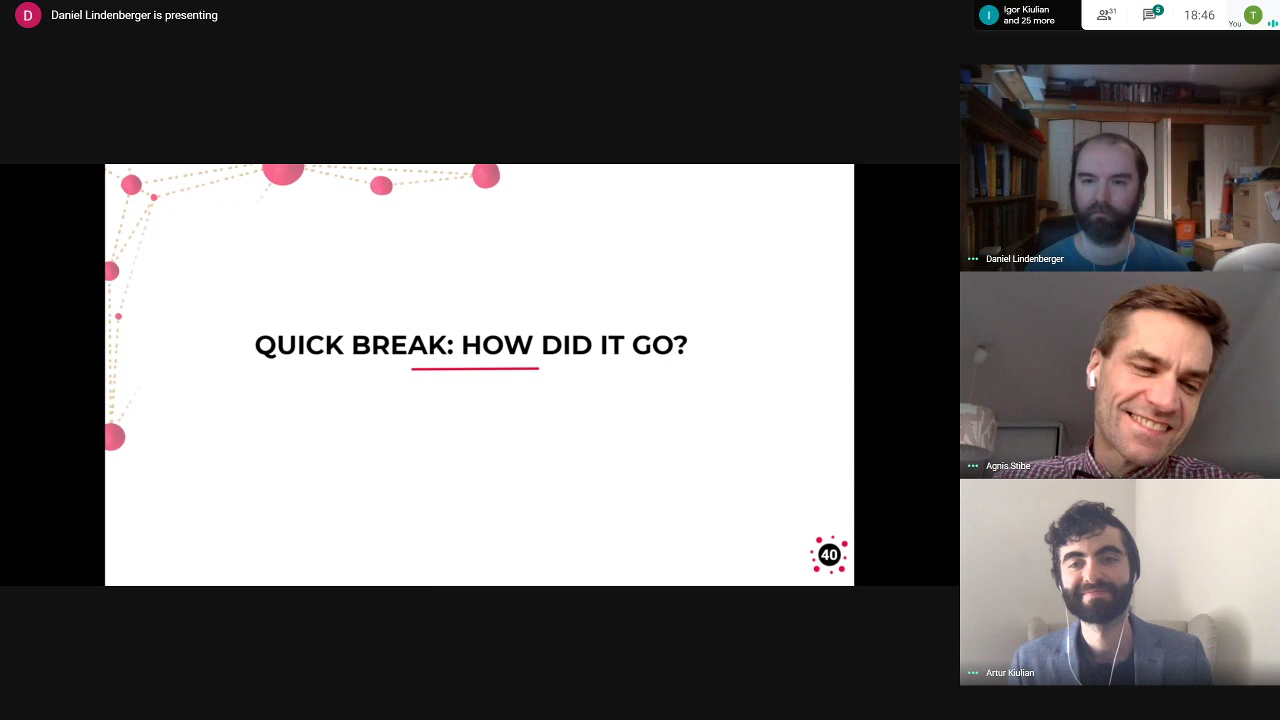 D
Daniel Lindenberger is presenting
I
Igor Kiulian
and 25 more
31
5
18:46
You
T
Daniel Lindenberger
QUICK BREAK: HOW DID IT GO?
Agnis Stibe
40
Artur Kiulian